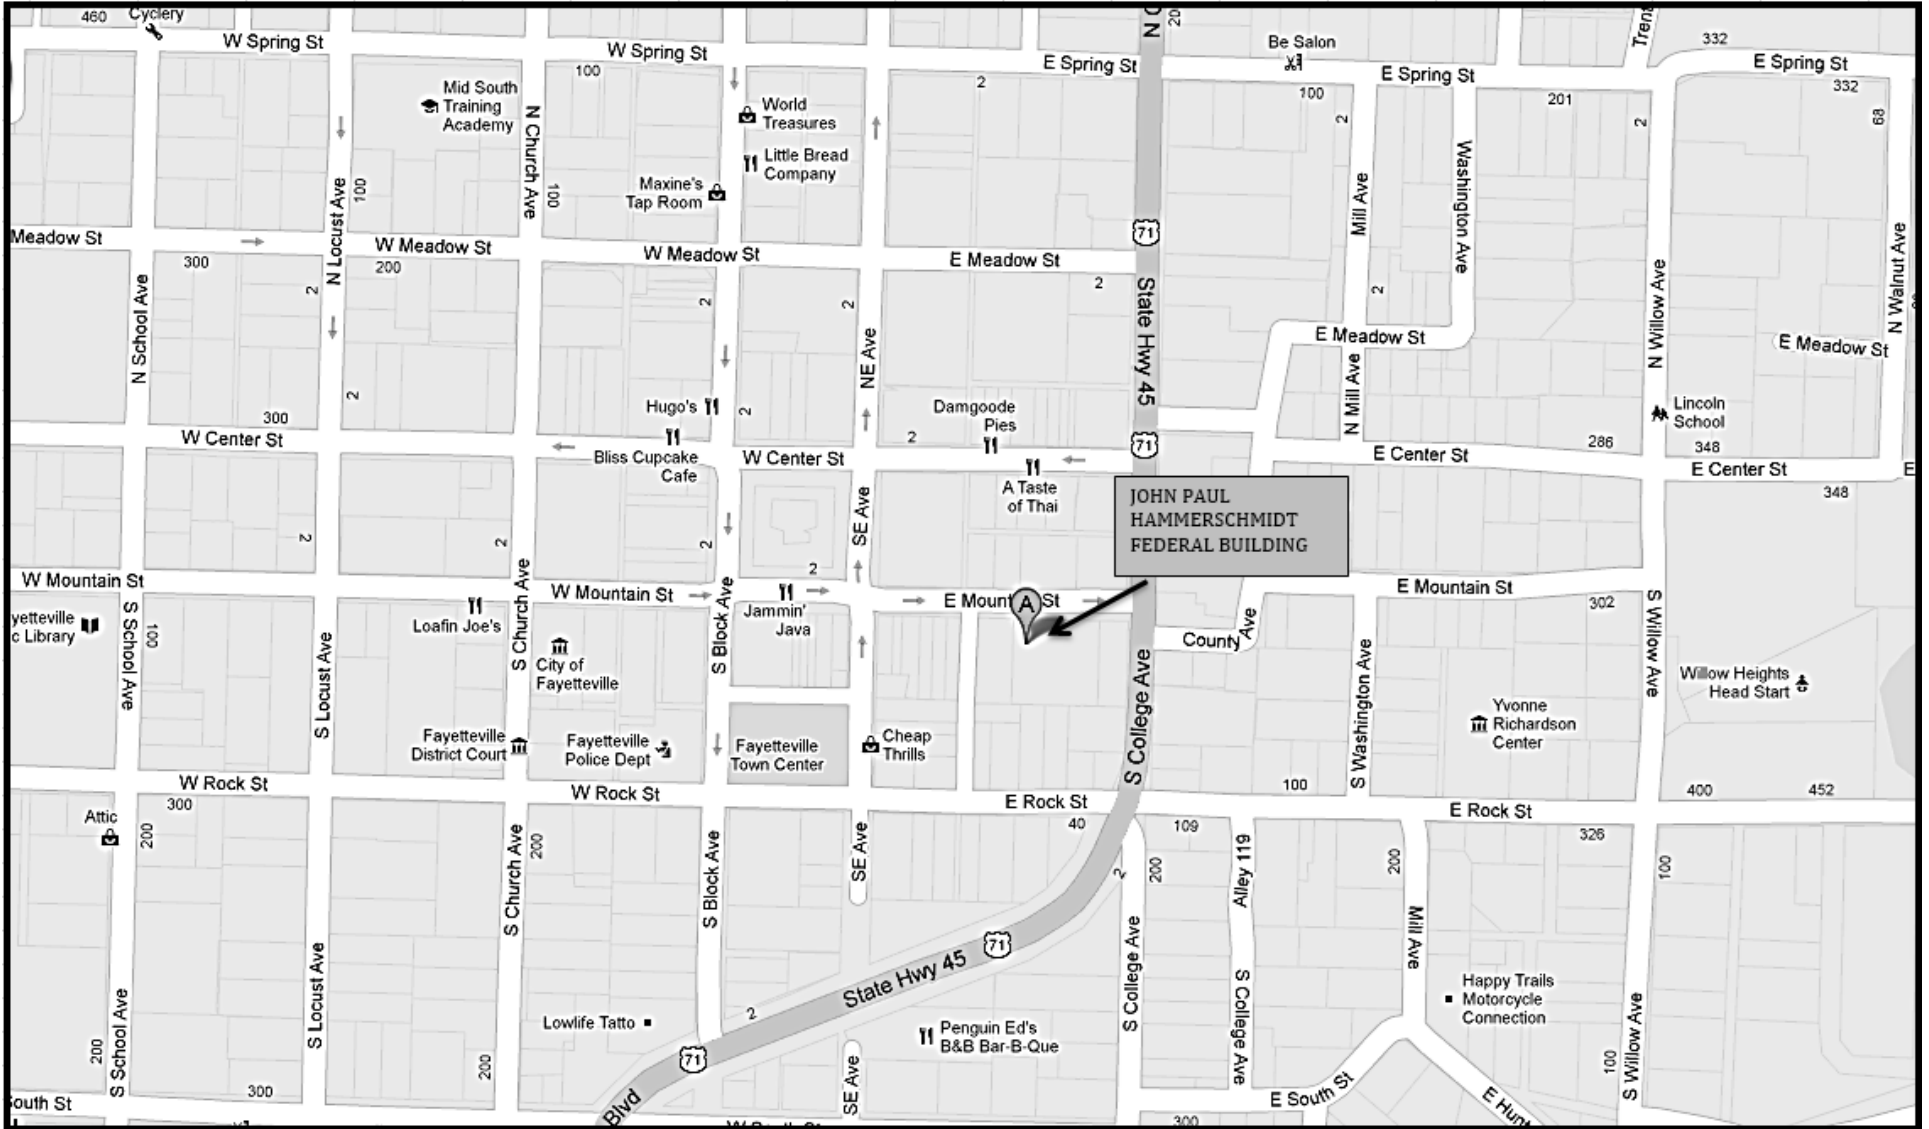 460
Cyclery
W Spring St
W Spring St
100
E Spring St
2
20
Be Salon
E Spring St
100
201
332
E Spring St
332
68
Mid South
Training
Academy
World
Treasures
Little Bread
Company
Maxine's
Tap Room
N Church Ave
100
N Locust Ave
100
2
Mill Ave
Washington Ave
2
Meadow St
300
W Meadow St
200
W Meadow St
E Meadow St
2
71
State Hwy 45
N School Ave
2
2
2
2
NE Ave
2
E Meadow St
N Mill Ave
N Willow Ave
N Walnut Ave
E Meadow St
Lincoln
School
300
W Center St
Hugo's
2
Bliss Cupcake
Cafe
W Center St
2
Damgoode
Pies
A Taste
of Thai
71
E Center St
286
348
E Center St
348
JOHN PAUL
HAMMERSCHMIDT
FEDERAL BUILDING
2
2
2
SE Ave
W Mountain St
W Mountain St
2
Jammin'
Java
A
E Mountain St
302
County
Ave
yetteville
c Library
S School Ave
100
S Locust Ave
Loafin Joe's
S Church Ave
City of
Fayetteville
S Block Ave
S College Ave
S Washington Ave
S Willow Ave
Willow Heights
Head Start
Yvonne
Richardson
Center
Fayetteville
District Court
Fayetteville
Police Dept
Fayetteville
Town Center
Cheap
Thrills
W Rock St
300
W Rock St
E Rock St
40
109
100
E Rock St
326
400
452
Attic
200
S Church Ave
200
S Block Ave
SE Ave
2
200
Alley 119
200
100
S School Ave
200
S Locust Ave
200
300
71
State Hwy 45
2
71
Lowlife Tatto
Penguin Ed's
B&B Bar-B-Que
SE Ave
S College Ave
S College Ave
Mill Ave
Happy Trails
Motorcycle
Connection
S Willow Ave
100
South St
Blvd
E South St
300